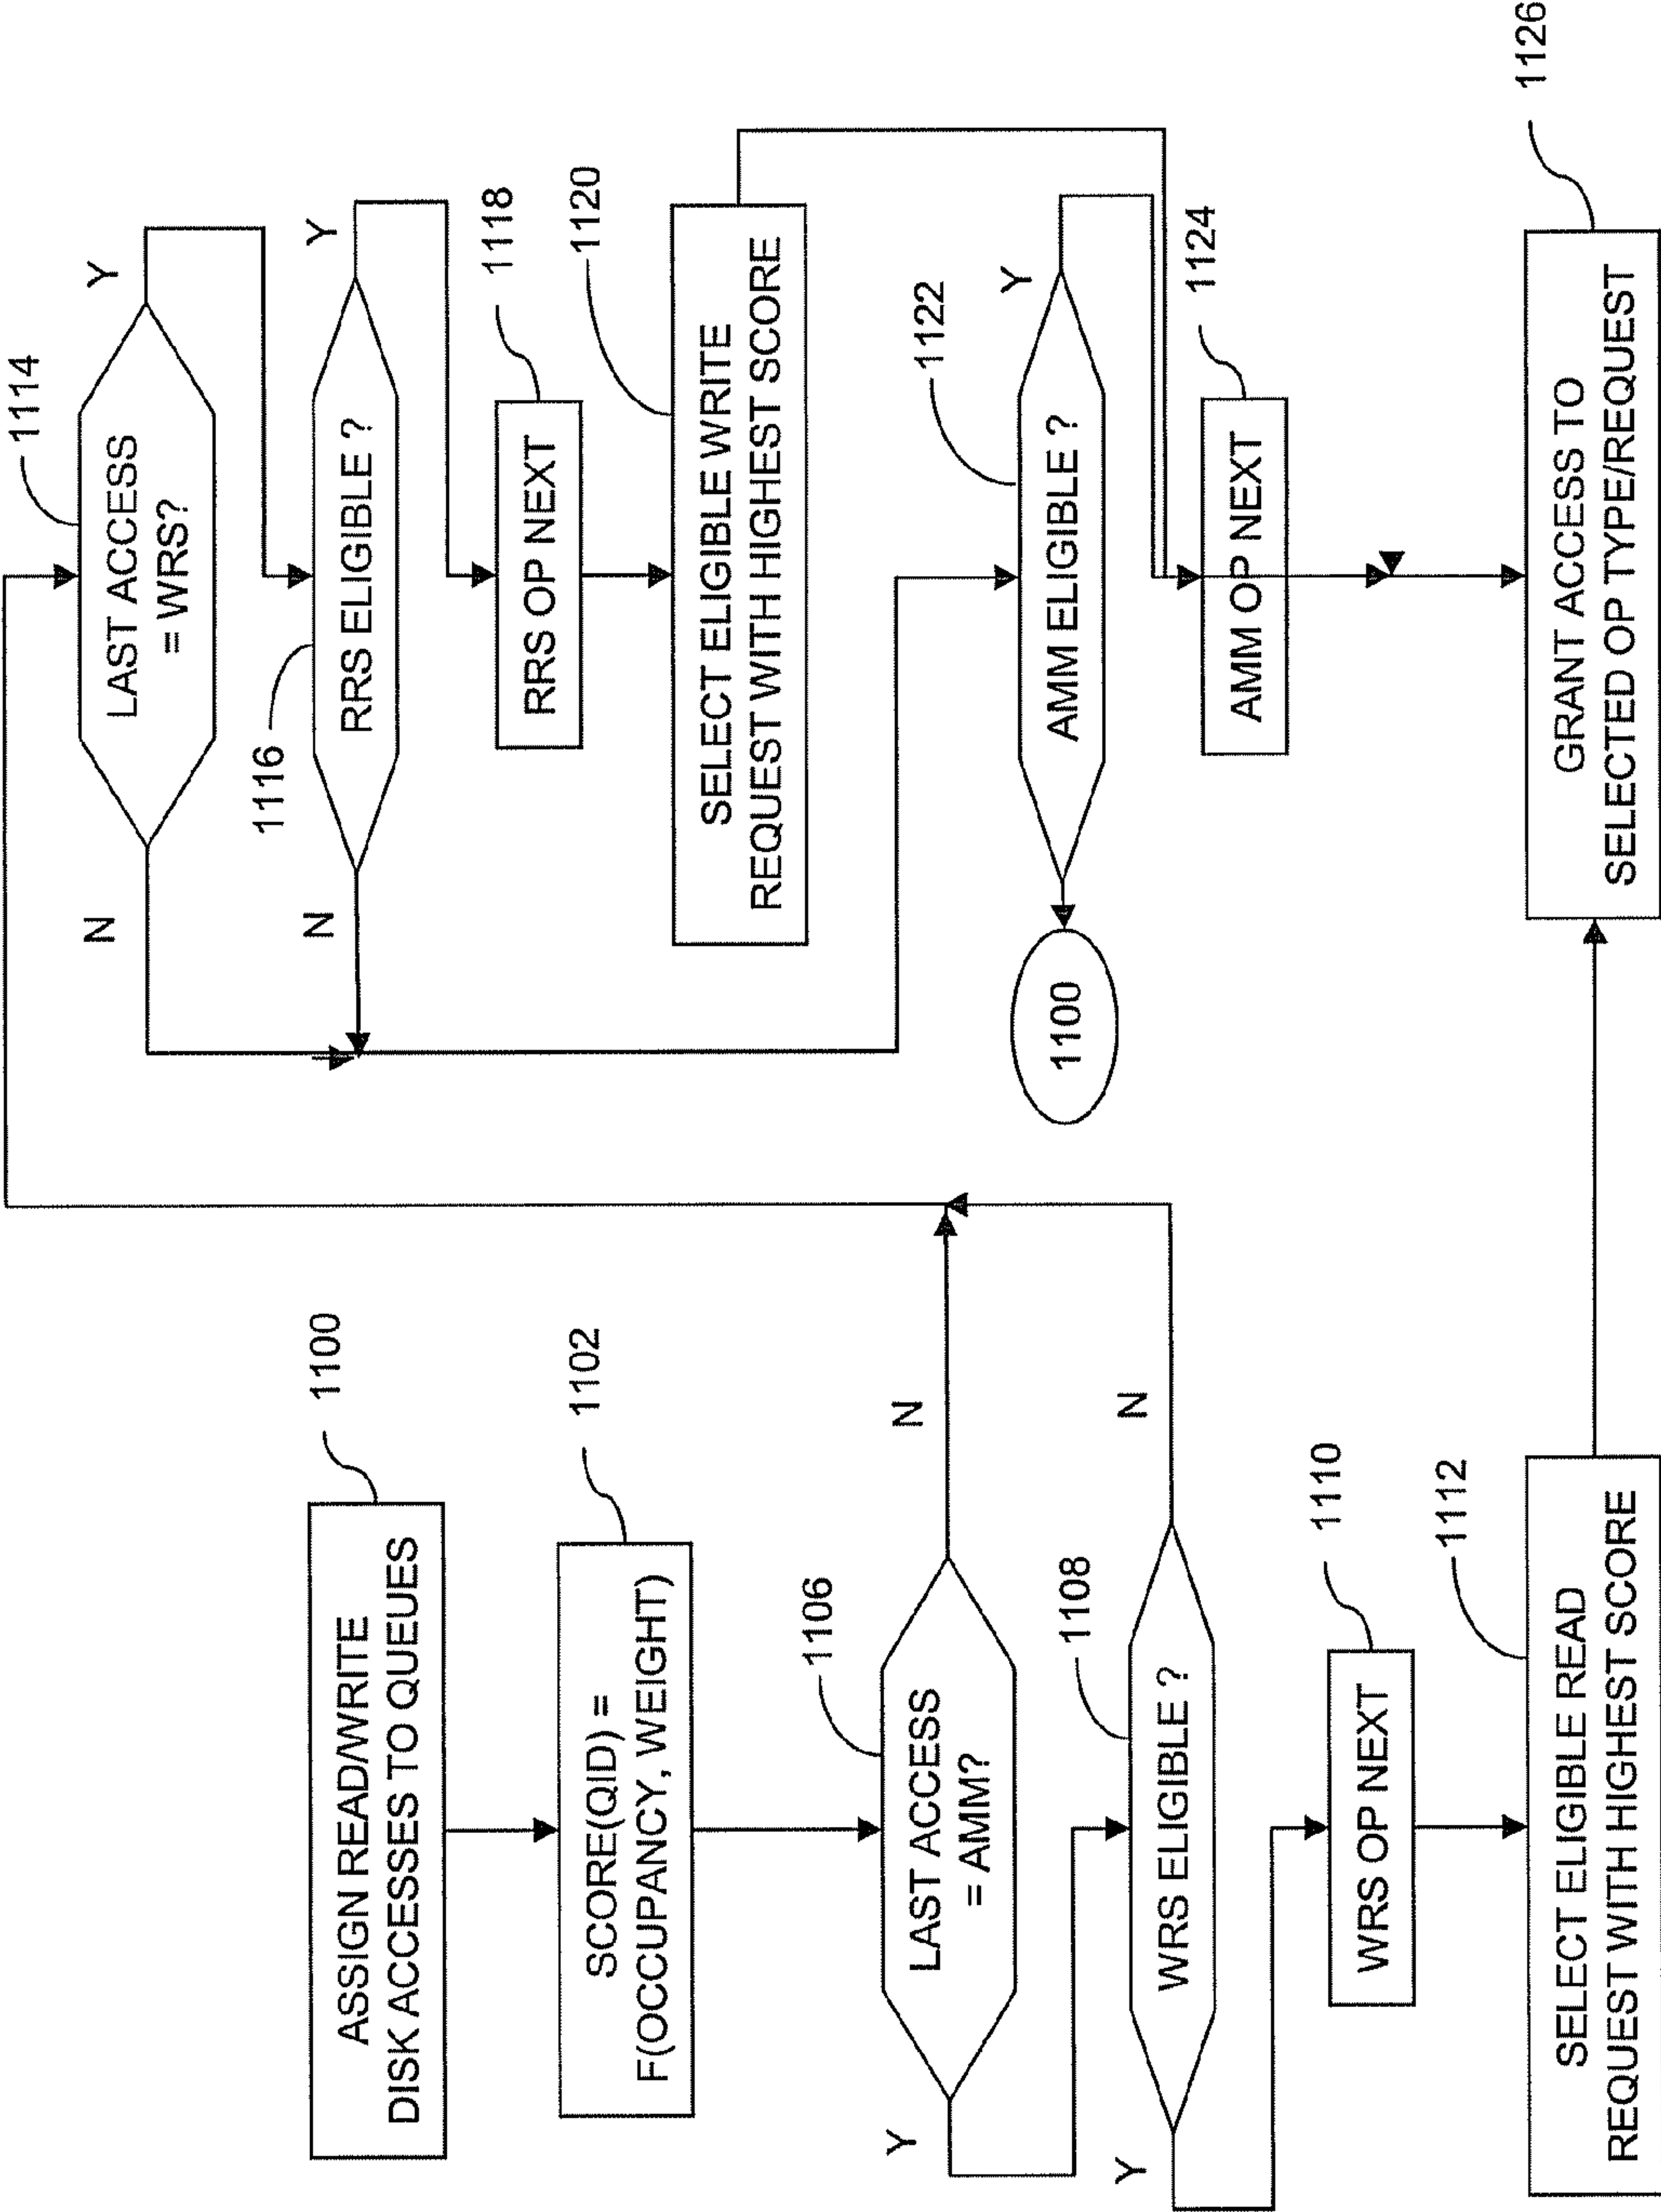 ASSIGN READ/WRITE
DISK ACCESSES TO QUEUES
1100
SCORE(QID) =
F(OCCUPANCY, WEIGHT)
1102
LAST ACCESS
= AMM?
1106
Y
N
WRS ELIGIBLE ?
1108
Y
N
WRS OP NEXT
1110
SELECT ELIGIBLE READ
REQUEST WITH HIGHEST SCORE
1112
LAST ACCESS
= WRS?
1114
N
Y
RRS ELIGIBLE ?
1116
N
Y
RRS OP NEXT
1118
SELECT ELIGIBLE WRITE
REQUEST WITH HIGHEST SCORE
1120
AMM ELIGIBLE ?
1122
Y
1100
AMM OP NEXT
1124
GRANT ACCESS TO
SELECTED OP TYPE/REQUEST
1126